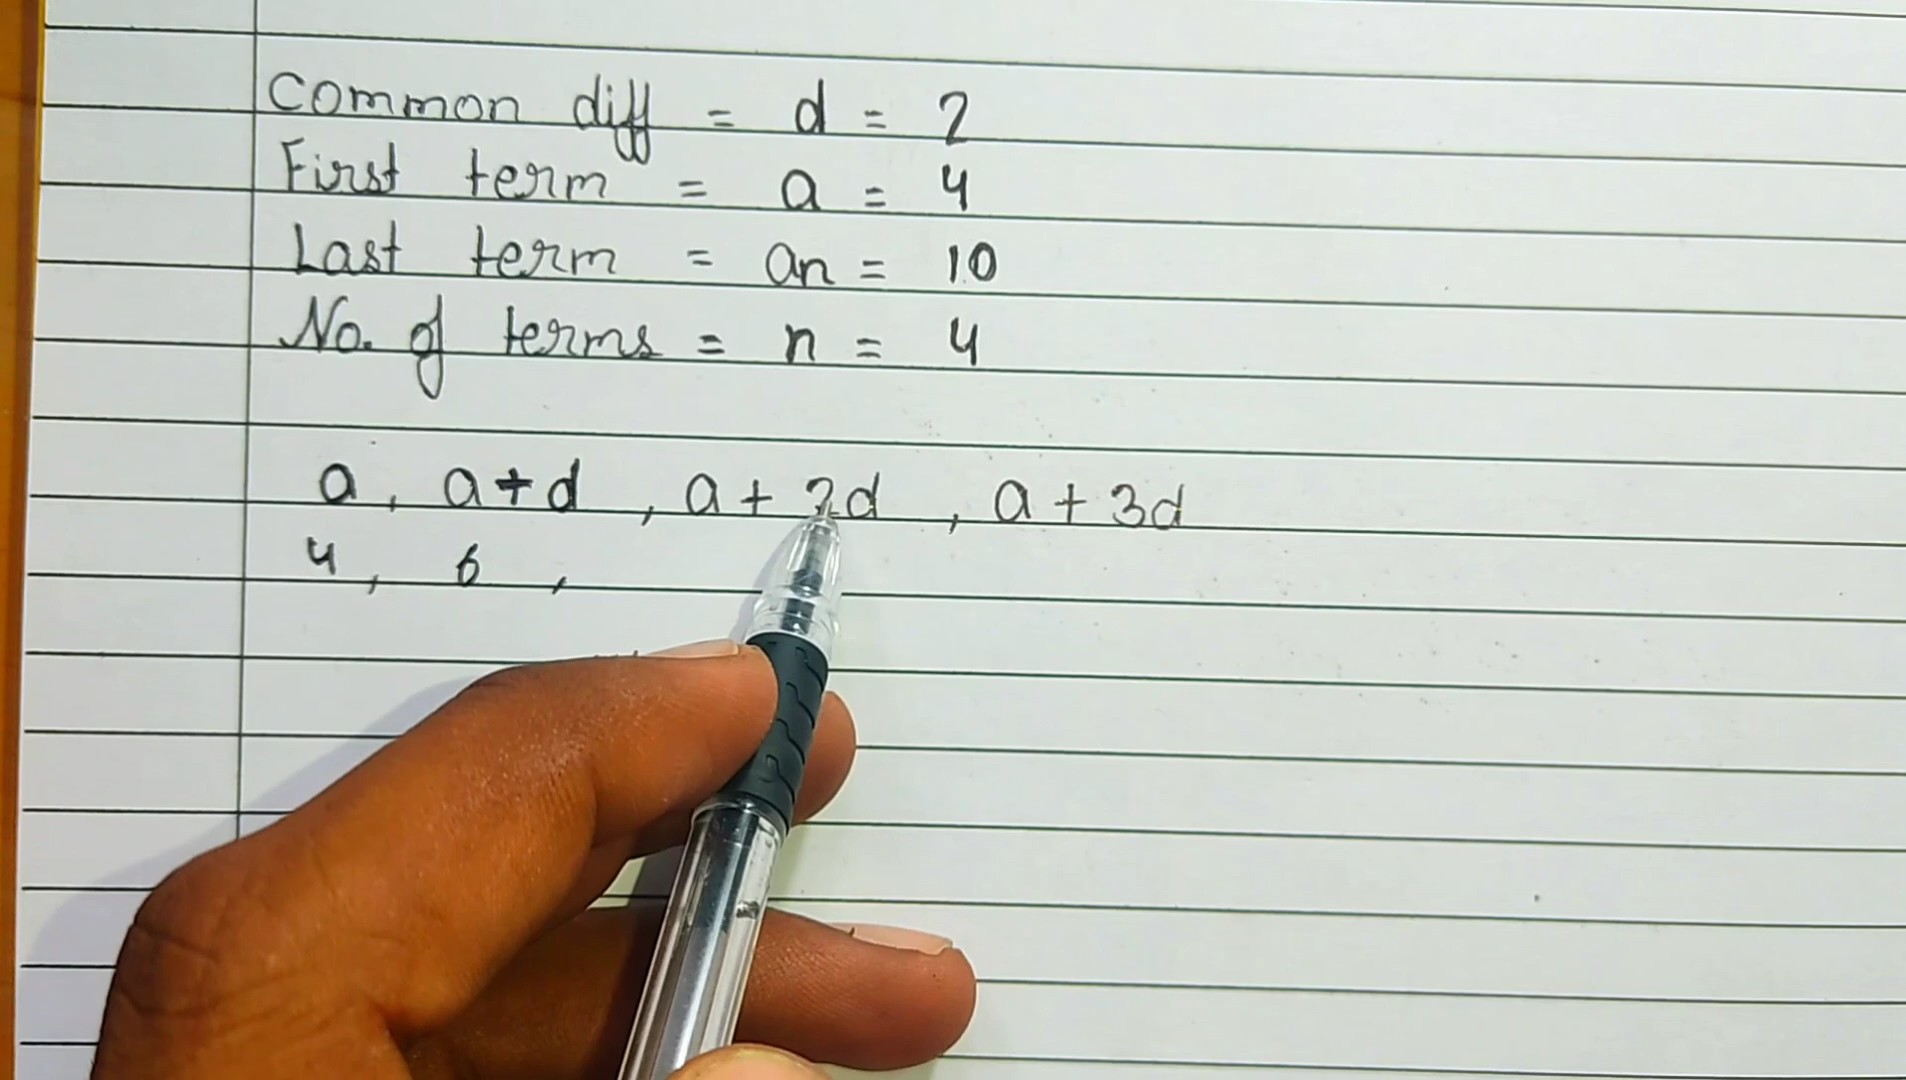 Common diff = d = 2
First term = a = 4
Last term = an = 10
No. of terms = n = 4
a, a+d, a + 2d, a + 3d
4, 6,